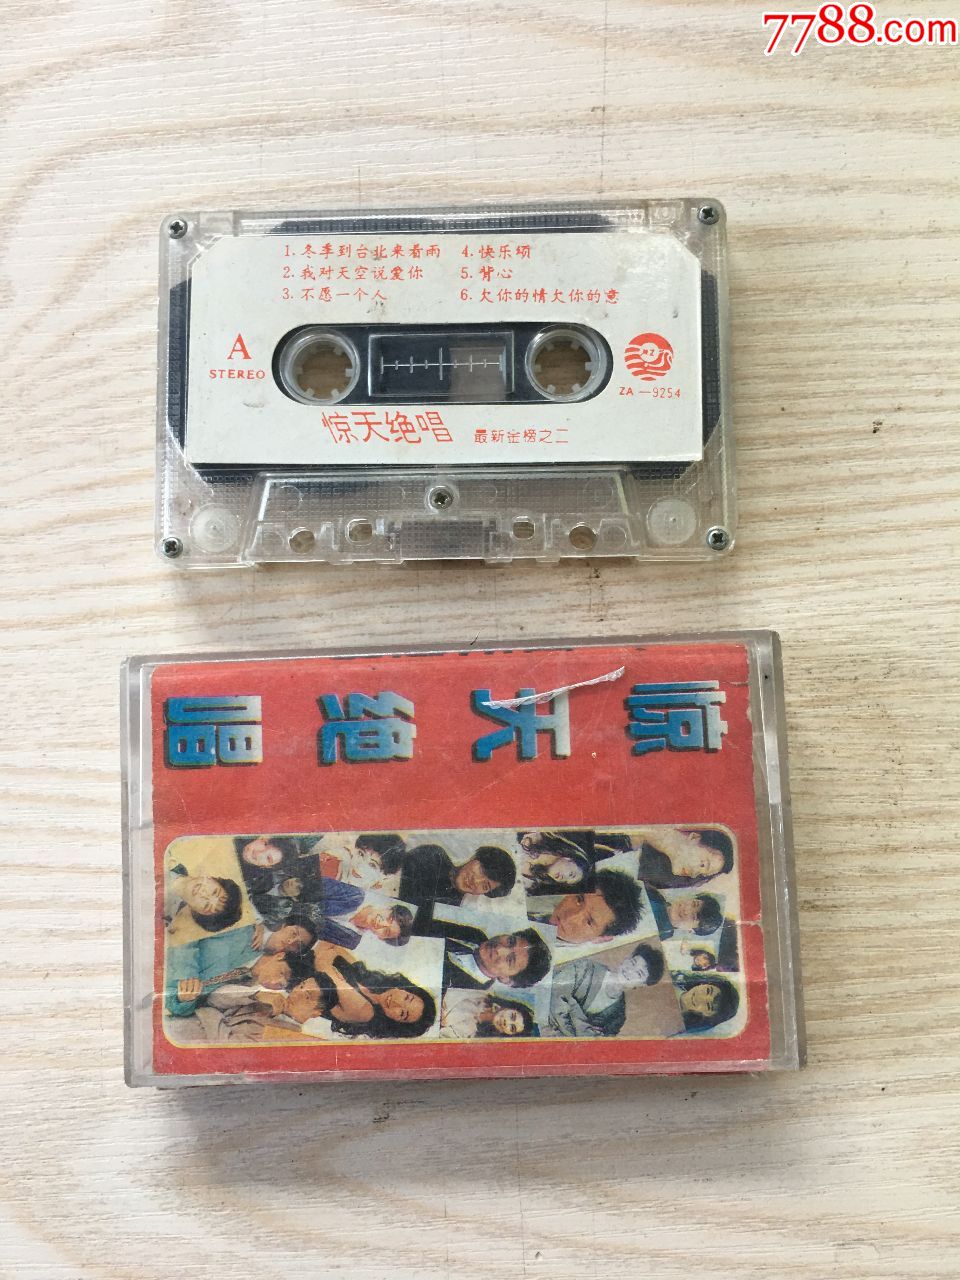 7788.com
1.冬季到台北来看雨 4.快乐颂
2.我对天空说爱你 5.背心
3.不愿一个人 6.欠你的情欠你的意
A
STEREO
ZA—9254
惊天绝唱 最新金榜之二
惊天绝唱